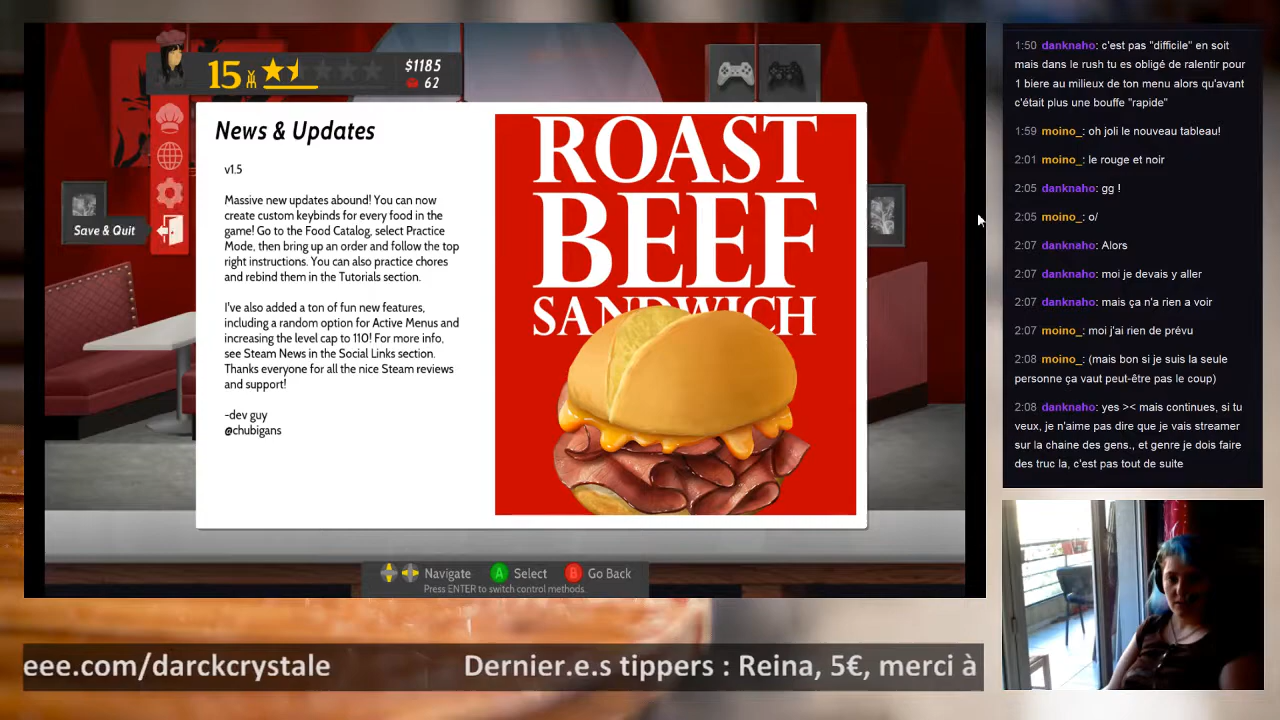 15
$1185
62
News & Updates
v1.5
Massive new updates abound! You can now
create custom keybinds for every food in the
game! Go to the Food Catalog, select Practice
Mode, then bring up an order and follow the top
right instructions. You can also practice chores
and rebind them in the Tutorials section.
I've also added a ton of fun new features,
including a random option for Active Menus and
increasing the level cap to 110! For more info,
see Steam News in the Social Links section.
Thanks everyone for all the nice Steam reviews
and support!
-dev guy
@chubigans
Save & Quit
ROAST
BEEF
SANDWICH
Navigate
A Select
B Go Back
Press ENTER to switch control methods.
1:50 danknaho: c'est pas "difficile" en soit
mais dans le rush tu es obligé de ralentir pour
1 biere au milieux de ton menu alors qu'avant
c'était plus une bouffe "rapide"
1:59 moino_: oh joli le nouveau tableau!
2:01 moino_: le rouge et noir
2:05 danknaho: gg !
2:05 moino_: o/
2:07 danknaho: Alors
2:07 danknaho: moi je devais y aller
2:07 danknaho: mais ça n'a rien a voir
2:07 moino_: moi j'ai rien de prévu
2:08 moino_: (mais bon si je suis la seule
personne ça vaut peut-être pas le coup)
2:08 danknaho: yes >< mais continues, si tu
veux, je n'aime pas dire que je vais streamer
sur la chaine des gens., et genre je dois faire
des truc la, c'est pas tout de suite
eee.com/darckcrystale
Dernier.e.s tippers : Reina, 5€, merci à